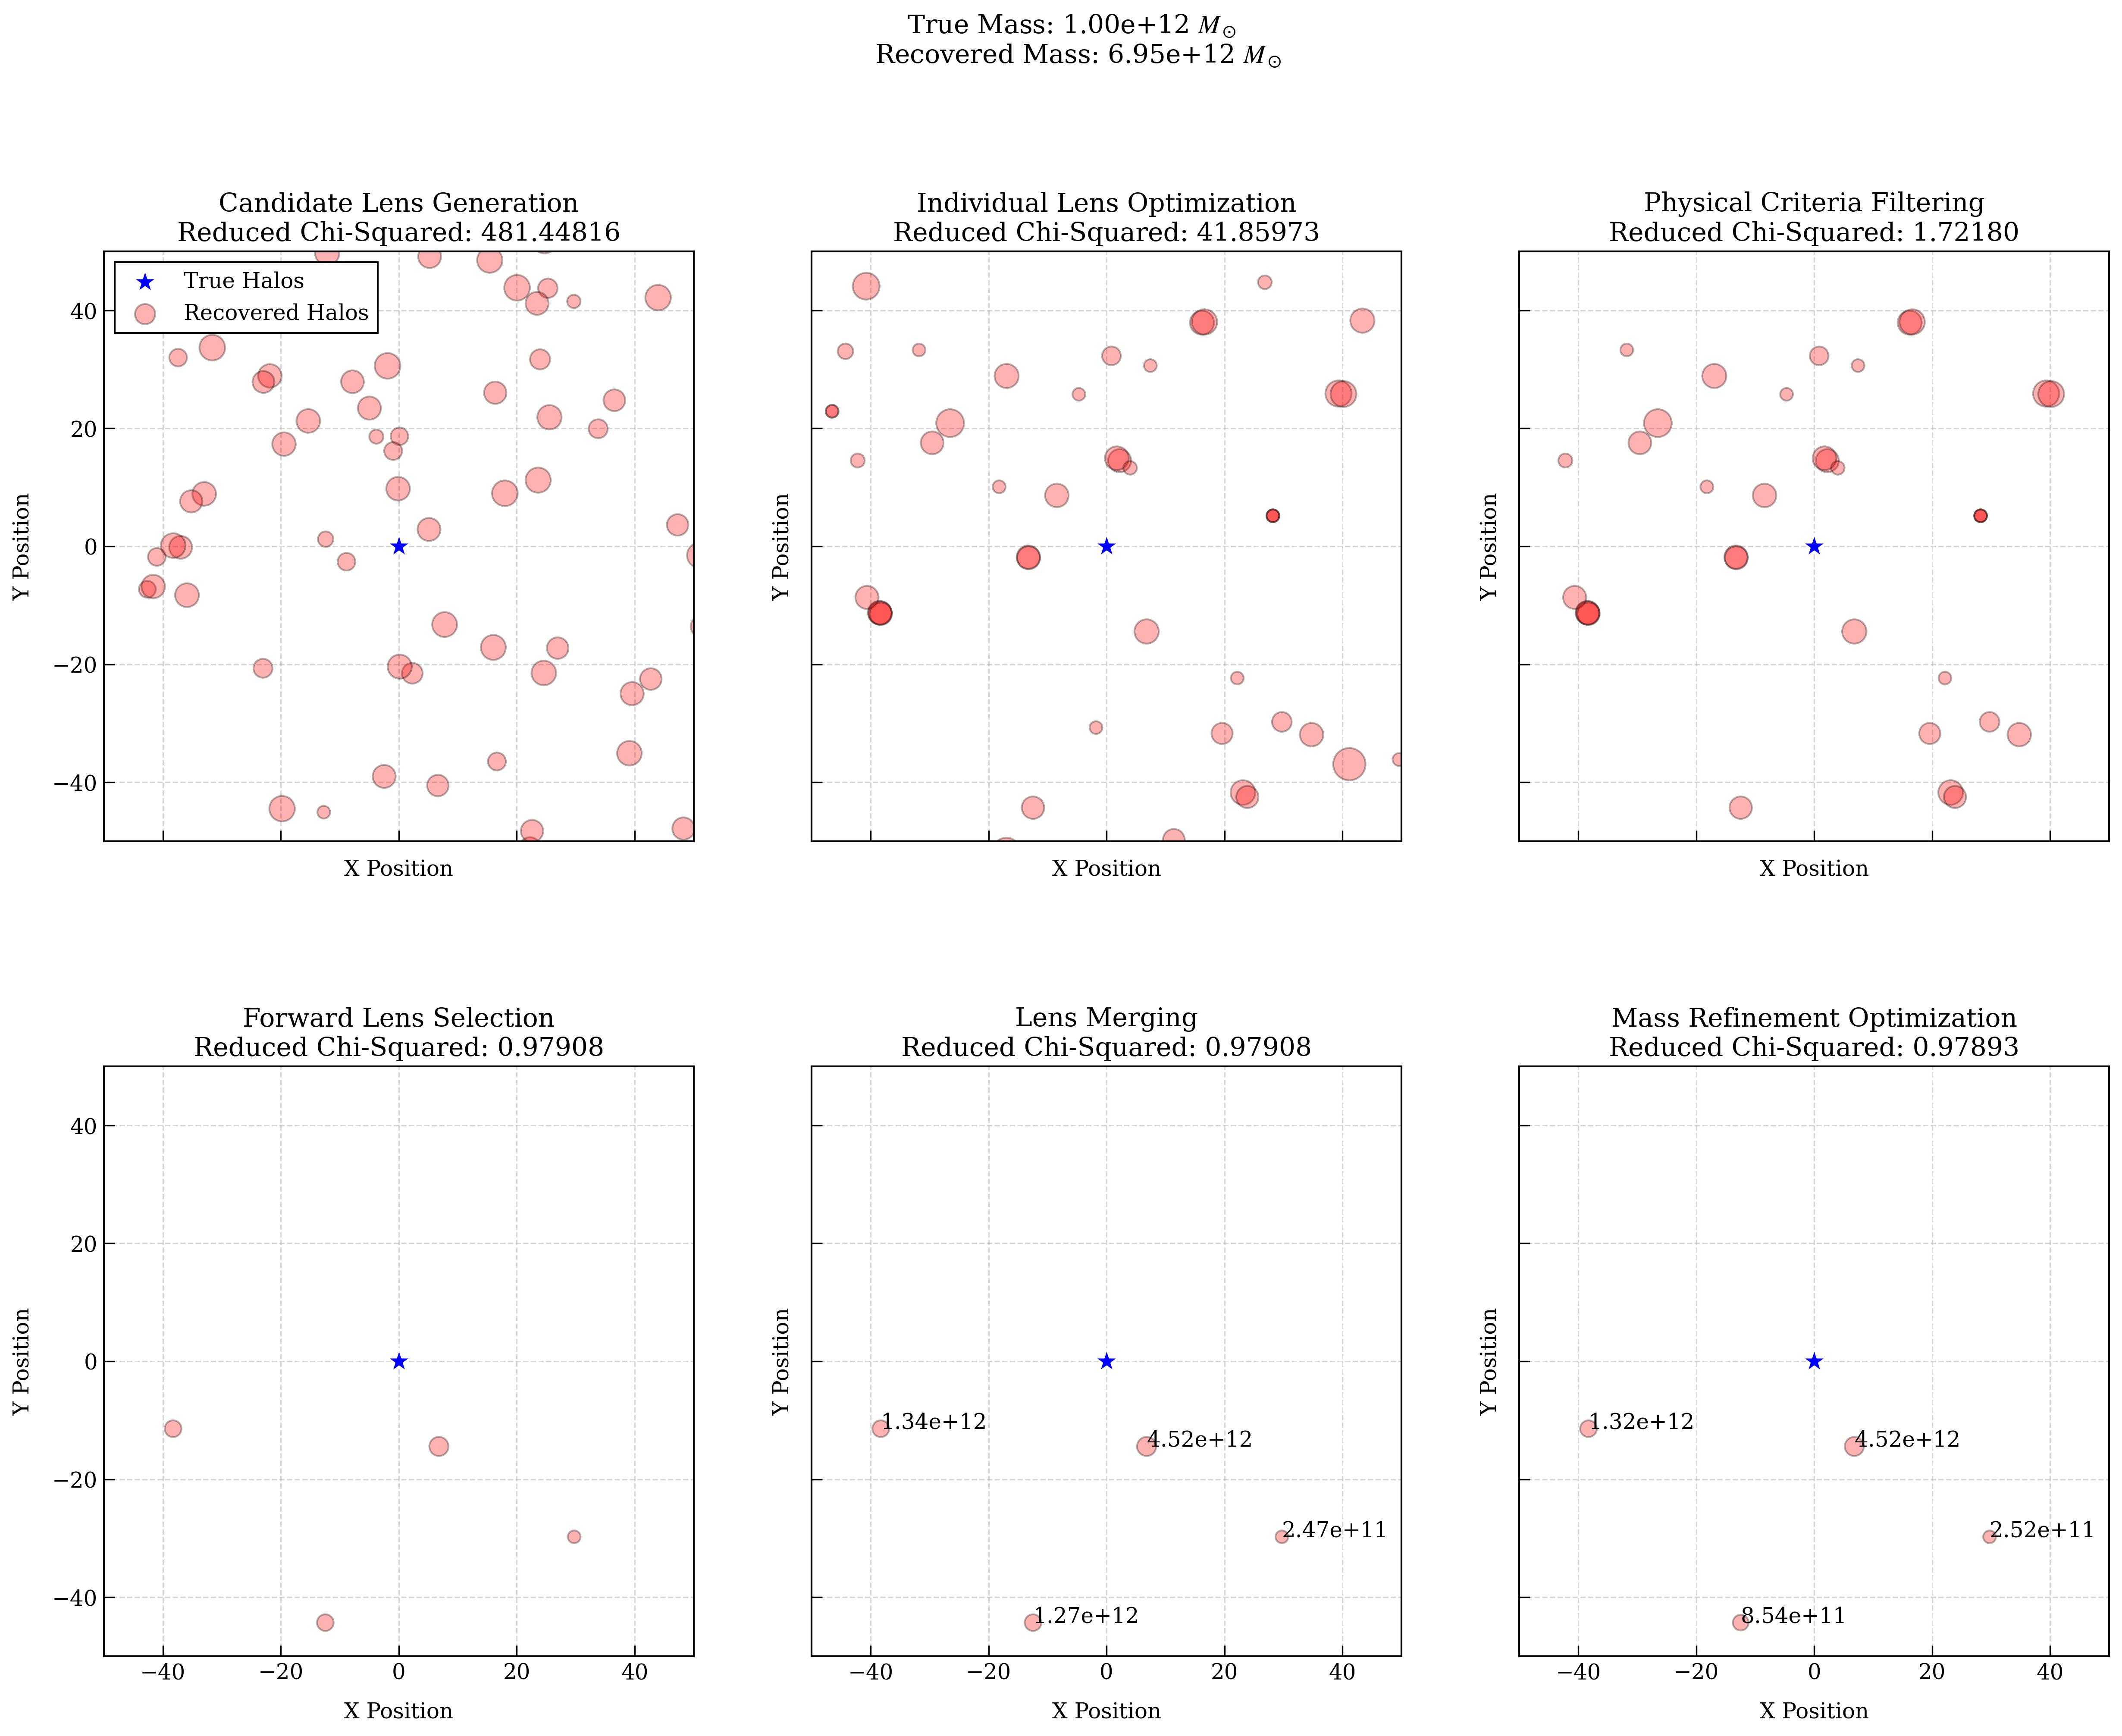 True Mass: 1.00e+12 M⊙
Recovered Mass: 6.95e+12 M⊙
Candidate Lens Generation
Reduced Chi-Squared: 481.44816
True Halos
Recovered Halos
40
20
0
−20
−40
Y Position
X Position
Individual Lens Optimization
Reduced Chi-Squared: 41.85973
Y Position
X Position
Physical Criteria Filtering
Reduced Chi-Squared: 1.72180
Y Position
X Position
Forward Lens Selection
Reduced Chi-Squared: 0.97908
40
20
0
−20
−40
Y Position
−40 −20 0 20 40
X Position
Lens Merging
Reduced Chi-Squared: 0.97908
Y Position
1.34e+12
4.52e+12
2.47e+11
1.27e+12
−40 −20 0 20 40
X Position
Mass Refinement Optimization
Reduced Chi-Squared: 0.97893
Y Position
1.32e+12
4.52e+12
2.52e+11
8.54e+11
−40 −20 0 20 40
X Position